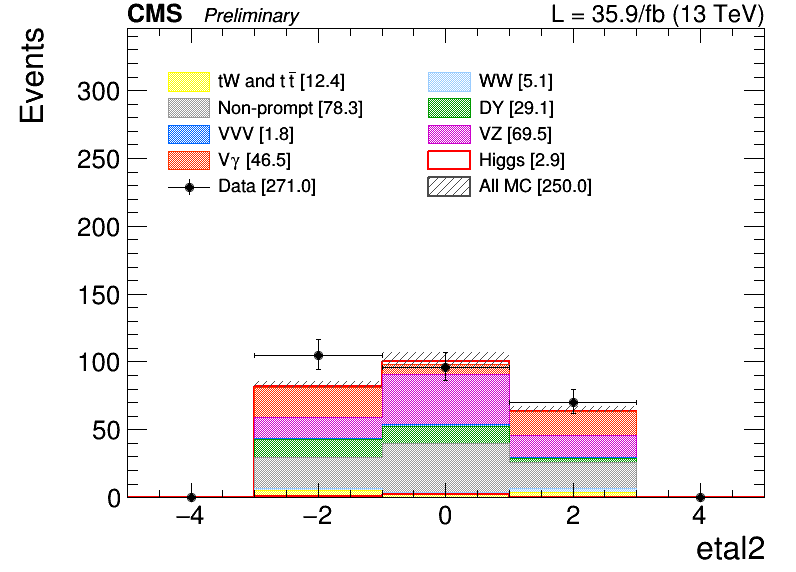 CMS Preliminary L = 35.9/fb (13 TeV)
Events
tW and t t̅ [12.4] WW [5.1]
Non-prompt [78.3] DY [29.1]
VVV [1.8] VZ [69.5]
Vγ [46.5] Higgs [2.9]
Data [271.0] All MC [250.0]
300
250
200
150
100
50
0
−4 −2 0 2 4
etal2